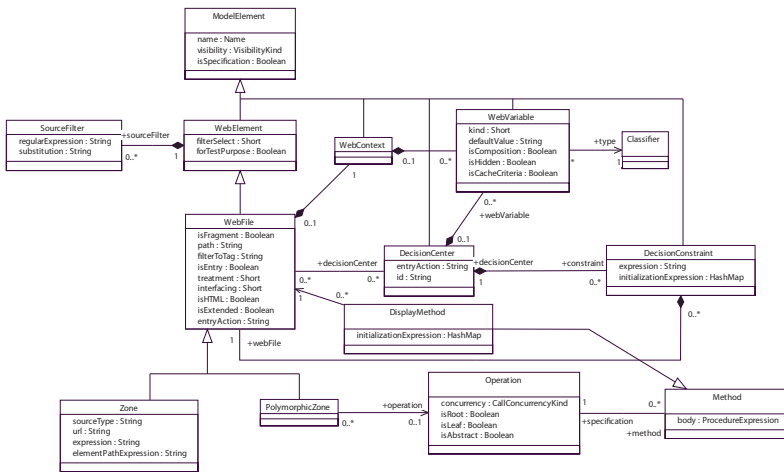 ModelElement
name : Name
visibility : VisibilityKind
isSpecification : Boolean
SourceFilter
regularExpression : String
substitution : String
+sourceFilter
0..*
1
WebElement
filterSelect : Short
forTestPurpose : Boolean
WebContext
0..1
0..*
1
WebVariable
kind : Short
defaultValue : String
isComposition : Boolean
isHidden : Boolean
isCacheCriteria : Boolean
+type
*
1
Classifier
0..*
+webVariable
0..1
0..1
WebFile
isFragment : Boolean
path : String
filterToTag : String
isEntry : Boolean
treatment : Short
interfacing : Short
isHTML : Boolean
isExtended : Boolean
entryAction : String
+decisionCenter
0..*
0..*
DecisionCenter
entryAction : String
id : String
+decisionCenter
1
+constraint
0..*
DecisionConstraint
expression : String
initializationExpression : HashMap
0..*
1
0..*
DisplayMethod
initializationExpression : HashMap
1
+webFile
Zone
sourceType : String
url : String
expression : String
elementPathExpression : String
PolymorphicZone
+operation
0..*
0..1
Operation
concurrency : CallConcurrencyKind
isRoot : Boolean
isLeaf : Boolean
isAbstract : Boolean
1
+specification
0..*
+method
Method
body : ProcedureExpression